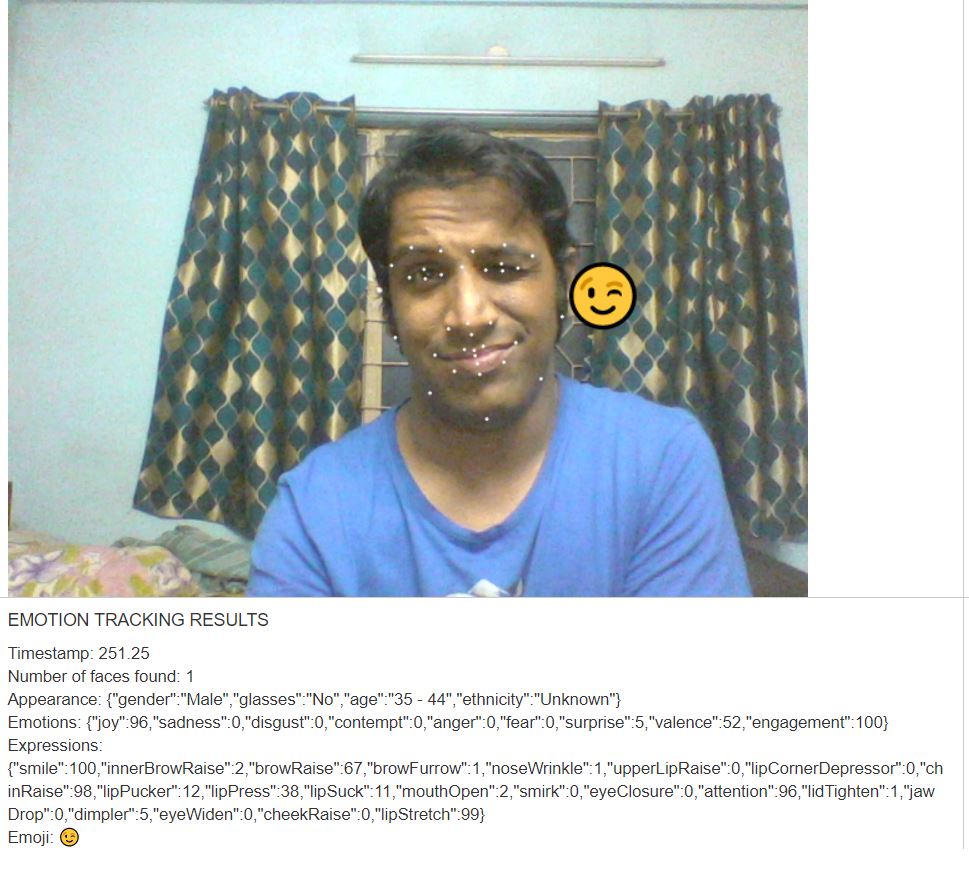 EMOTION TRACKING RESULTS
Timestamp: 251.25
Number of faces found: 1
Appearance: {"gender":"Male","glasses":"No","age":"35 - 44","ethnicity":"Unknown"}
Emotions: {"joy":96,"sadness":0,"disgust":0,"contempt":0,"anger":0,"fear":0,"surprise":5,"valence":52,"engagement":100}
Expressions:
{"smile":100,"innerBrowRaise":2,"browRaise":67,"browFurrow":1,"noseWrinkle":1,"upperLipRaise":0,"lipCornerDepressor":0,"ch
inRaise":98,"lipPucker":12,"lipPress":38,"lipSuck":11,"mouthOpen":2,"smirk":0,"eyeClosure":0,"attention":96,"lidTighten":1,"jaw
Drop":0,"dimpler":5,"eyeWiden":0,"cheekRaise":0,"lipStretch":99}
Emoji: 😉